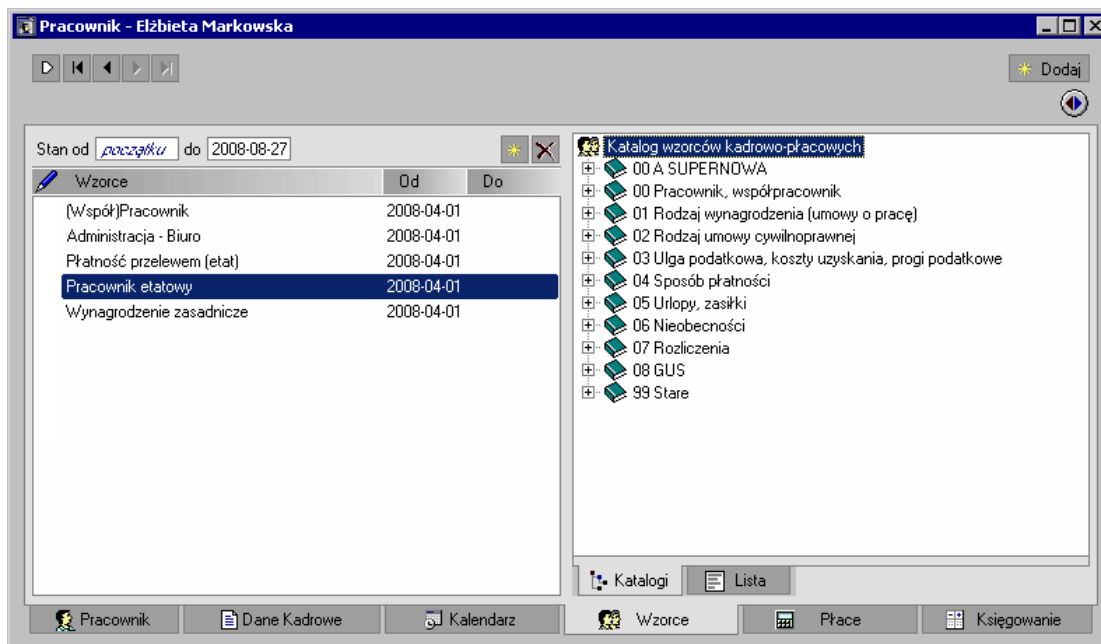 Pracownik - Elżbieta Markowska
Dodaj
Stan od początku do 2008-08-27
Wzorce Od Do
(Współ)Pracownik 2008-04-01
Administracja - Biuro 2008-04-01
Płatność przelewem (etat) 2008-04-01
Pracownik etatowy 2008-04-01
Wynagrodzenie zasadnicze 2008-04-01
Katalog wzorców kadrowo-płacowych
00 A SUPERNOWA
00 Pracownik, współpracownik
01 Rodzaj wynagrodzenia (umowy o pracę)
02 Rodzaj umowy cywilnoprawnej
03 Ulga podatkowa, koszty uzyskania, progi podatkowe
04 Sposób płatności
05 Urlopy, zasiłki
06 Nieobecności
07 Rozliczenia
08 GUS
99 Stare
Katalogi Lista
Pracownik Dane Kadrowe Kalendarz Wzorce Płace Księgowanie